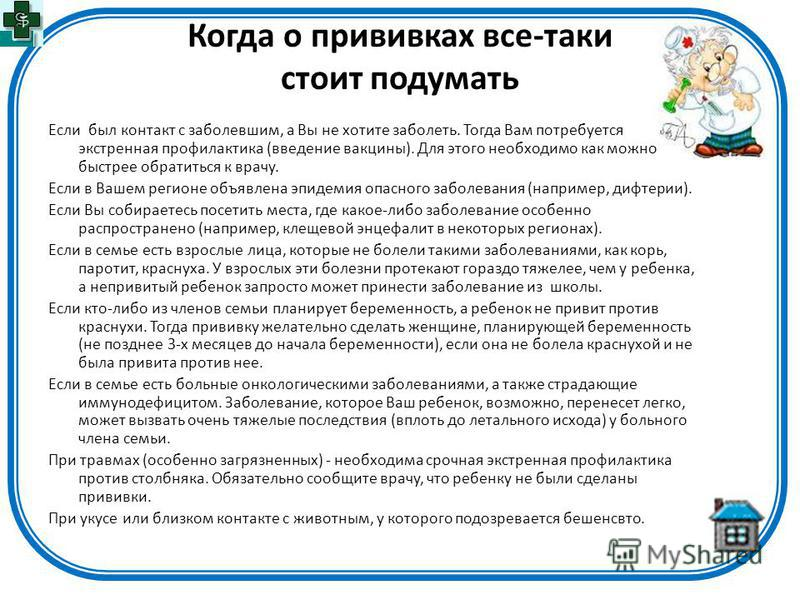 Когда о прививках все-таки
стоит подумать
Если был контакт с заболевшим, а Вы не хотите заболеть. Тогда Вам потребуется
экстренная профилактика (введение вакцины). Для этого необходимо как можно
быстрее обратиться к врачу.
Если в Вашем регионе объявлена эпидемия опасного заболевания (например, дифтерии).
Если Вы собираетесь посетить места, где какое-либо заболевание особенно
распространено (например, клещевой энцефалит в некоторых регионах).
Если в семье есть взрослые лица, которые не болели такими заболеваниями, как корь,
паротит, краснуха. У взрослых эти болезни протекают гораздо тяжелее, чем у ребенка,
а непривитый ребенок запросто может принести заболевание из школы.
Если кто-либо из членов семьи планирует беременность, а ребенок не привит против
краснухи. Тогда прививку желательно сделать женщине, планирующей беременность
(не позднее 3-х месяцев до начала беременности), если она не болела краснухой и не
была привита против нее.
Если в семье есть больные онкологическими заболеваниями, а также страдающие
иммунодефицитом. Заболевание, которое Ваш ребенок, возможно, перенесет легко,
может вызвать очень тяжелые последствия (вплоть до летального исхода) у больного
члена семьи.
При травмах (особенно загрязненных) - необходима срочная экстренная профилактика
против столбняка. Обязательно сообщите врачу, что ребенку не были сделаны
прививки.
При укусе или близком контакте с животным, у которого подозревается бешенсвто.
MyShared